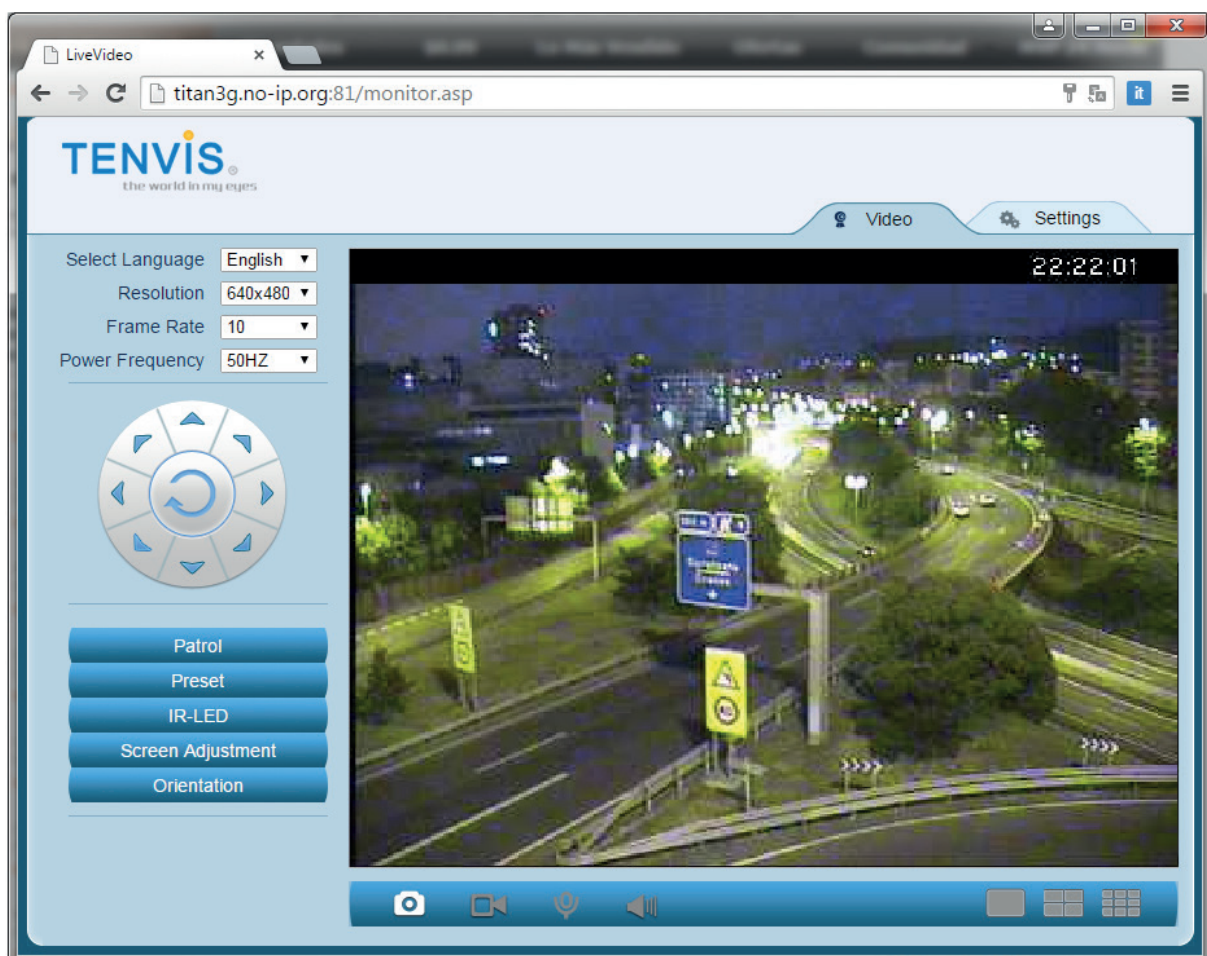 LiveVideo
titan3g.no-ip.org:81/monitor.asp
it
TENVIS
the world in my eyes
Video
Settings
Select Language English
Resolution 640x480
Frame Rate 10
Power Frequency 50HZ
22:22:01
Patrol
Preset
IR-LED
Screen Adjustment
Orientation